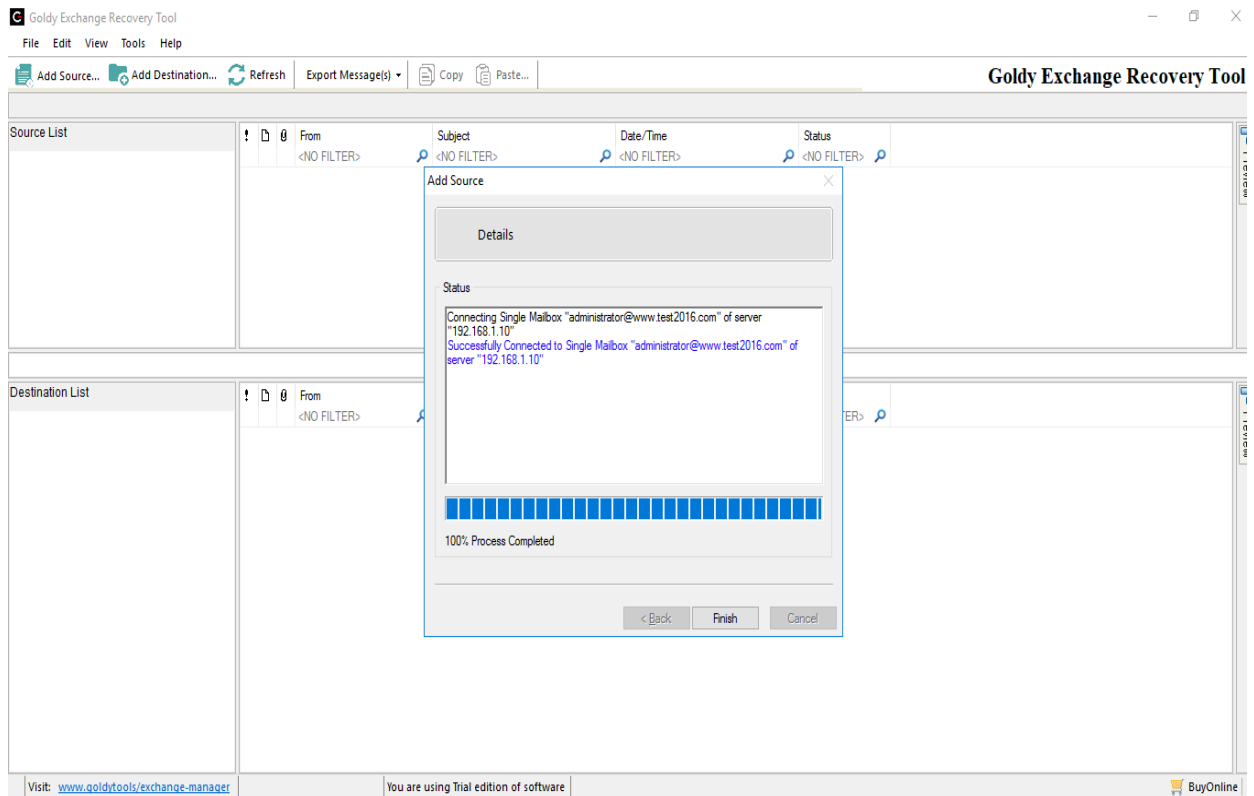 Goldy Exchange Recovery Tool
File Edit View Tools Help
Add Source... Add Destination... Refresh Export Message(s) Copy Paste... Goldy Exchange Recovery Tool
Source List
! From Subject Date/Time Status
<NO FILTER> <NO FILTER> <NO FILTER> <NO FILTER>
Preview
Add Source
Details
Status
Connecting Single Mailbox "administrator@www.test2016.com" of server
"192.168.1.10"
Successfully Connected to Single Mailbox "administrator@www.test2016.com" of
server "192.168.1.10"
100% Process Completed
< Back Finish Cancel
Destination List
! From
<NO FILTER> ER>
Preview
Visit: www.goldytools/exchange-manager You are using Trial edition of software BuyOnline